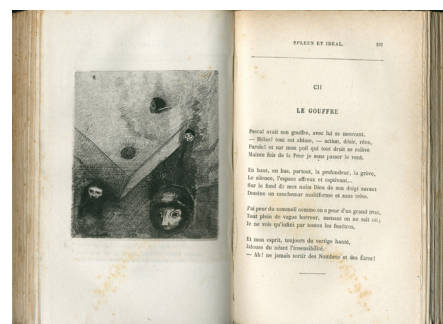 SPLEEN ET IDEAL.
CII
LE GOUFFRE
Pascal avait son gouffre, avec lui se mouvant,
— Hélas! tout est abîme, — action, désir, rêve,
Parole! et sur mon poil qui tout droit se relève
Mainte fois de la Peur je sens passer le vent.
En haut, en bas, partout, la profondeur, la grève,
Le silence, l'espace affreux et captivant...
Sur le fond de mes nuits Dieu de son doigt savant
Dessine un cauchemar multiforme et sans trêve.
J'ai peur du sommeil comme on a peur d'un grand trou,
Tout plein de vague horreur, menant on ne sait où;
Je ne vois qu'infini par toutes les fenêtres,
Et mon esprit, toujours du vertige hanté,
Jalouse du néant l'insensibilité.
— Ah! ne jamais sortir des Nombres et des Êtres!